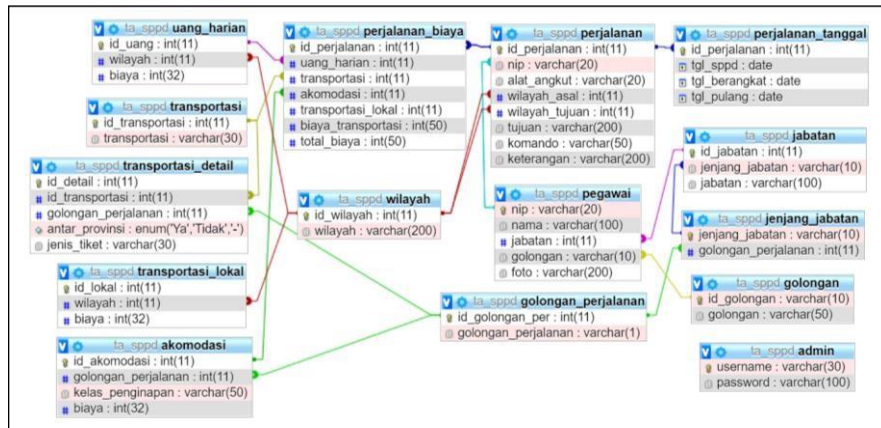 ta_sppd uang_harian
id_uang : int(11)
wilayah : int(11)
biaya : int(32)
ta_sppd transportasi
id_transportasi : int(11)
transportasi : varchar(30)
ta_sppd transportasi_detail
id_detail : int(11)
id_transportasi : int(11)
golongan_perjalanan : int(11)
antar_provinsi : enum('Ya','Tidak','-')
jenis_tiket : varchar(30)
ta_sppd transportasi_lokal
id_lokal : int(11)
wilayah : int(11)
biaya : int(32)
ta_sppd akomodasi
id_akomodasi : int(11)
golongan_perjalanan : int(11)
kelas_penginapan : varchar(50)
biaya : int(32)
ta_sppd perjalanan_biaya
id_perjalanan : int(11)
uang_harian : int(11)
transportasi : int(11)
akomodasi : int(11)
transportasi_lokal : int(11)
biaya_transportasi : int(50)
total_biaya : int(50)
ta_sppd wilayah
id_wilayah : int(11)
wilayah : varchar(200)
ta_sppd perjalanan
id_perjalanan : int(11)
nip : varchar(20)
alat_angkut : varchar(20)
wilayah_asal : int(11)
wilayah_tujuan : int(11)
tujuan : varchar(200)
komando : varchar(50)
keterangan : varchar(200)
ta_sppd pegawai
nip : varchar(20)
nama : varchar(100)
jabatan : int(11)
golongan : varchar(10)
foto : varchar(200)
ta_sppd golongan_perjalanan
id_golongan_per : int(11)
golongan_perjalanan : varchar(1)
ta_sppd perjalanan_tanggal
id_perjalanan : int(11)
tgl_sppd : date
tgl_berangkat : date
tgl_pulang : date
ta_sppd jabatan
id_jabatan : int(11)
jenjang_jabatan : varchar(10)
jabatan : varchar(100)
ta_sppd jenjang_jabatan
jenjang_jabatan : varchar(10)
golongan_perjalanan : int(11)
ta_sppd golongan
id_golongan : varchar(10)
golongan : varchar(50)
ta_sppd admin
username : varchar(30)
password : varchar(100)